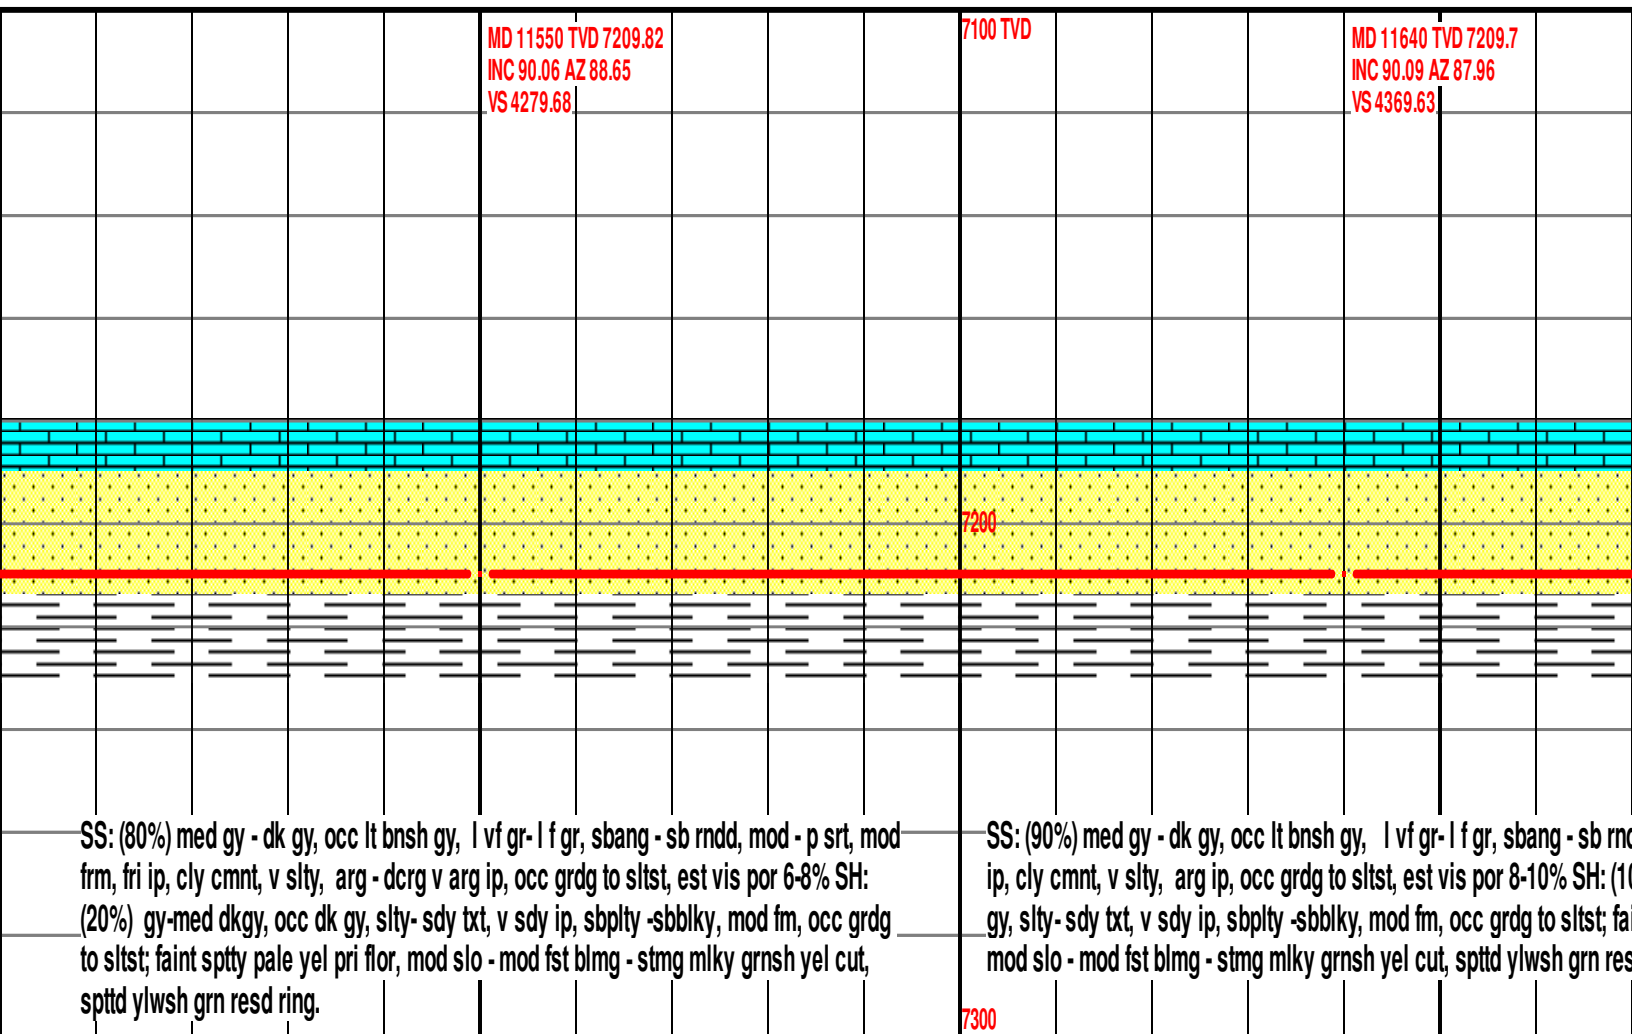 MD 11550 TVD 7209.82
INC 90.06 AZ 88.65
VS 4279.68
7100 TVD
MD 11640 TVD 7209.7
INC 90.09 AZ 87.96
VS 4369.63
7200
SS: (80%) med gy - dk gy, occ lt bnsh gy, l vf gr- l f gr, sbang - sb rndd, mod - p srt, mod
frm, fri ip, cly cmnt, v slty, arg - dcrg v arg ip, occ grdg to sltst, est vis por 6-8% SH:
(20%) gy-med dkgy, occ dk gy, slty- sdy txt, v sdy ip, sbplty -sbblky, mod fm, occ grdg
to sltst; faint sptty pale yel pri flor, mod slo - mod fst blmg - stmg mlky grnsh yel cut,
spttd ylwsh grn resd ring.
SS: (90%) med gy - dk gy, occ lt bnsh gy, l vf gr- l f gr, sbang - sb
ip, cly cmnt, v slty, arg ip, occ grdg to sltst, est vis por 8-10% SH:
gy, slty- sdy txt, v sdy ip, sbplty -sbblky, mod fm, occ grdg to sltst;
mod slo - mod fst blmg - stmg mlky grnsh yel cut, spttd ylwsh grn
7300